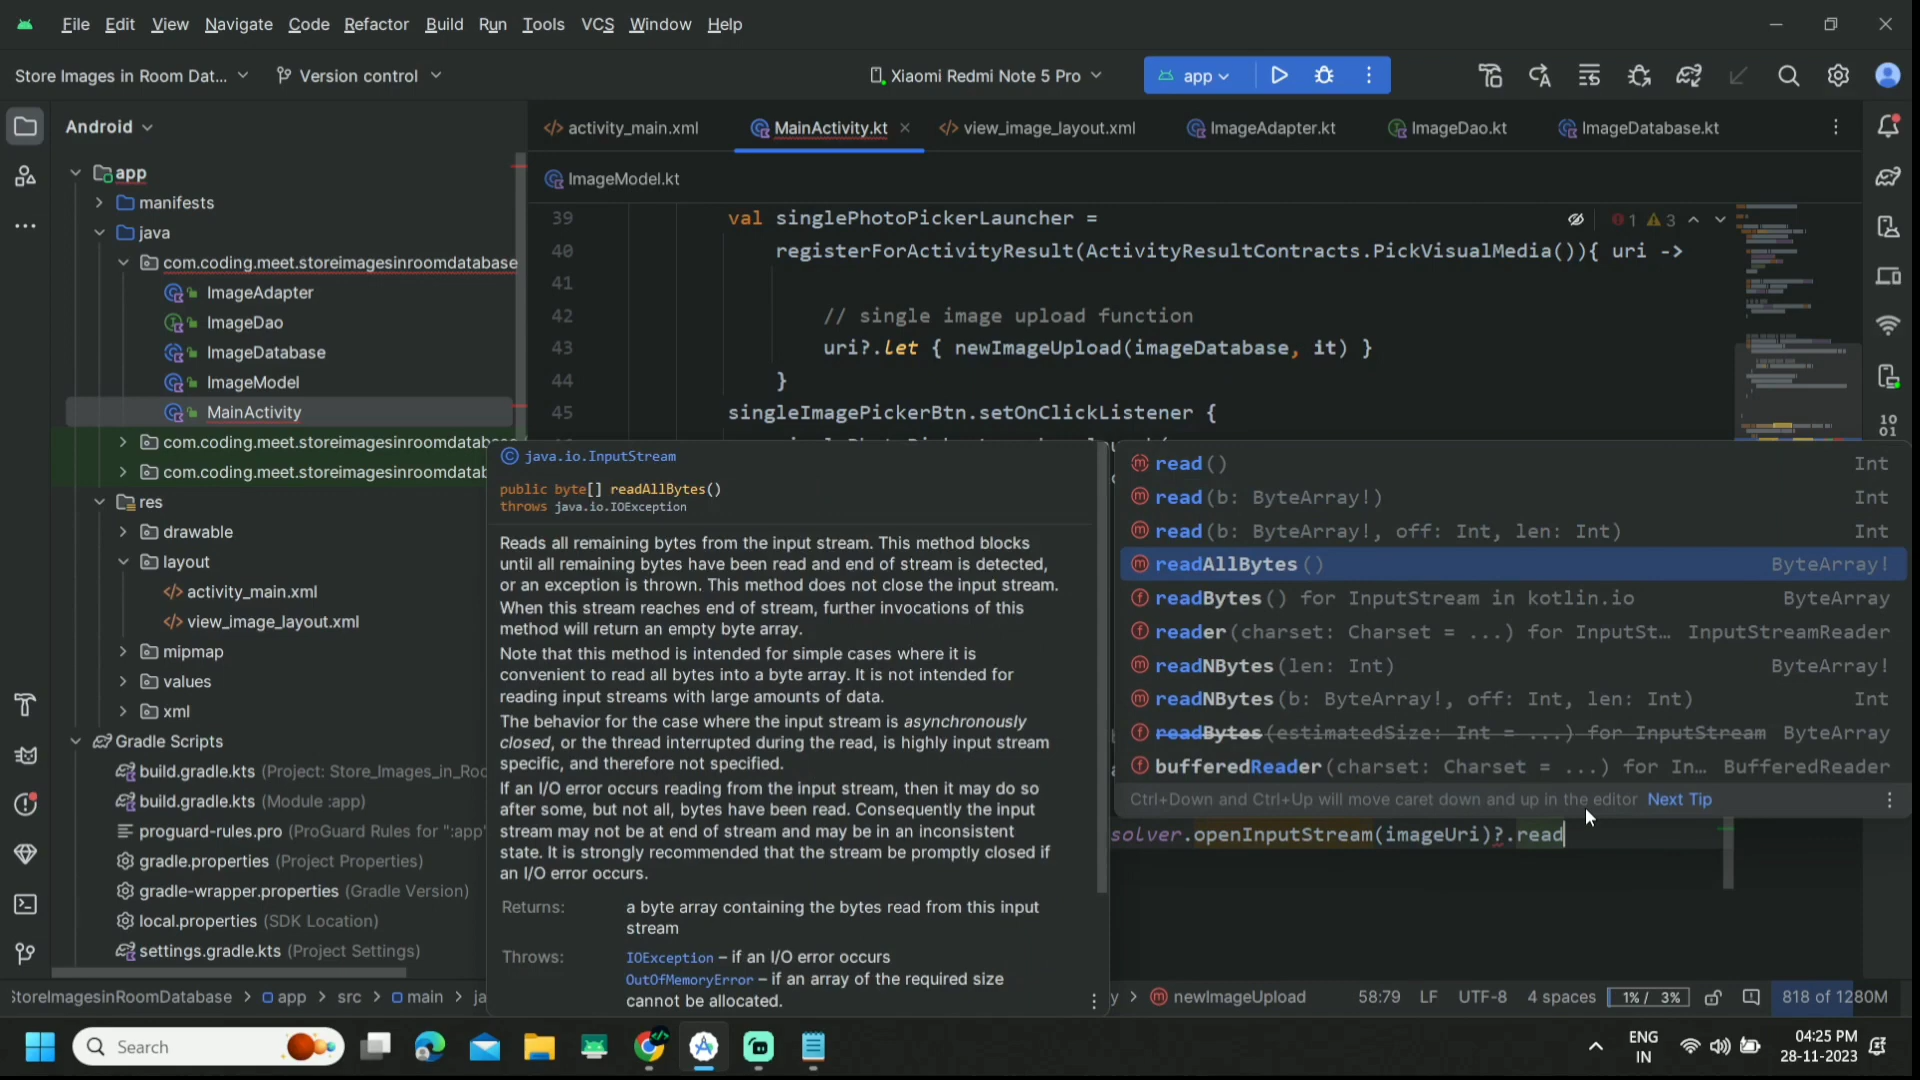 File Edit View Navigate Code Refactor Build Run Tools VCS Window Help
Store Images in Room Dat... Version control Xiaomi Redmi Note 5 Pro app
Android
activity_main.xml MainActivity.kt view_image_layout.xml ImageAdapter.kt ImageDao.kt ImageDatabase.kt
ImageModel.kt
app
manifests
java
com.coding.meet.storeimagesinroomdatabase
ImageAdapter
ImageDao
ImageDatabase
ImageModel
MainActivity
com.coding.meet.storeimagesinroomdatabase
com.coding.meet.storeimagesinroomdatab
res
drawable
layout
activity_main.xml
view_image_layout.xml
mipmap
values
xml
Gradle Scripts
build.gradle.kts (Project: Store_Images_in_Roo
build.gradle.kts (Module :app)
proguard-rules.pro (ProGuard Rules for ":app"
gradle.properties (Project Properties)
gradle-wrapper.properties (Gradle Version)
local.properties (SDK Location)
settings.gradle.kts (Project Settings)
39 val singlePhotoPickerLauncher =
1 3
40 registerForActivityResult(ActivityResultContracts.PickVisualMedia()){ uri ->
41
42 // single image upload function
43 uri?.let { newImageUpload(imageDatabase, it) }
44 }
45 singleImagePickerBtn.setOnClickListener {
java.io.InputStream
public byte[] readAllBytes()
throws java.io.IOException
Reads all remaining bytes from the input stream. This method blocks
until all remaining bytes have been read and end of stream is detected,
or an exception is thrown. This method does not close the input stream.
When this stream reaches end of stream, further invocations of this
method will return an empty byte array.
Note that this method is intended for simple cases where it is
convenient to read all bytes into a byte array. It is not intended for
reading input streams with large amounts of data.
The behavior for the case where the input stream is asynchronously
closed, or the thread interrupted during the read, is highly input stream
specific, and therefore not specified.
If an I/O error occurs reading from the input stream, then it may do so
after some, but not all, bytes have been read. Consequently the input
stream may not be at end of stream and may be in an inconsistent
state. It is strongly recommended that the stream be promptly closed if
an I/O error occurs.
Returns: a byte array containing the bytes read from this input
stream
Throws: IOException – if an I/O error occurs
OutOfMemoryError – if an array of the required size
cannot be allocated.
read() Int
read(b: ByteArray!) Int
read(b: ByteArray!, off: Int, len: Int) Int
readAllBytes() ByteArray!
readBytes() for InputStream in kotlin.io ByteArray
reader(charset: Charset = ...) for InputSt... InputStreamReader
readNBytes(len: Int) ByteArray!
readNBytes(b: ByteArray!, off: Int, len: Int) Int
readBytes(estimatedSize: Int = ...) for InputStream ByteArray
bufferedReader(charset: Charset = ...) for In... BufferedReader
Ctrl+Down and Ctrl+Up will move caret down and up in the editor Next Tip
solver.openInputStream(imageUri)?.read
StoreImagesinRoomDatabase app src main ja
y newImageUpload 58:79 LF UTF-8 4 spaces 1% / 3% 818 of 1280M
Search
ENG
IN
04:25 PM
28-11-2023